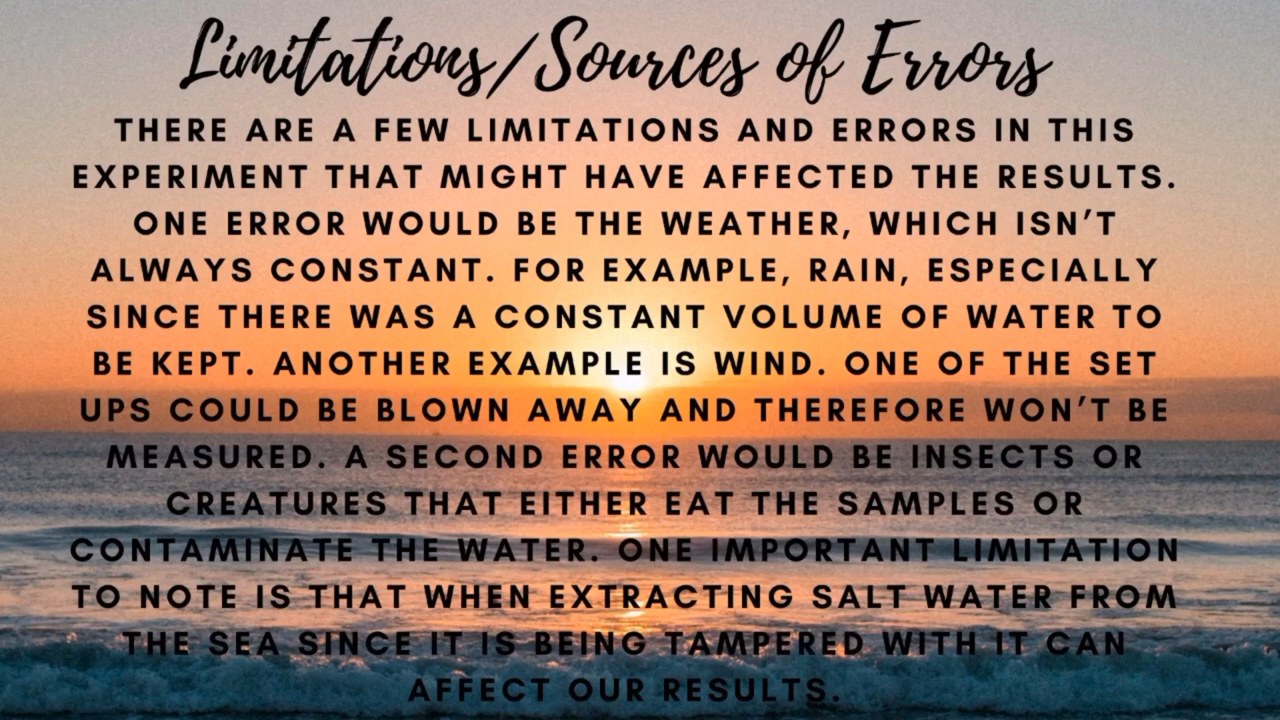 Limitations/Sources of Errors
THERE ARE A FEW LIMITATIONS AND ERRORS IN THIS
EXPERIMENT THAT MIGHT HAVE AFFECTED THE RESULTS.
ONE ERROR WOULD BE THE WEATHER, WHICH ISN'T
ALWAYS CONSTANT. FOR EXAMPLE, RAIN, ESPECIALLY
SINCE THERE WAS A CONSTANT VOLUME OF WATER TO
BE KEPT. ANOTHER EXAMPLE IS WIND. ONE OF THE SET
UPS COULD BE BLOWN AWAY AND THEREFORE WON'T BE
MEASURED. A SECOND ERROR WOULD BE INSECTS OR
CREATURES THAT EITHER EAT THE SAMPLES OR
CONTAMINATE THE WATER. ONE IMPORTANT LIMITATION
TO NOTE IS THAT WHEN EXTRACTING SALT WATER FROM
THE SEA SINCE IT IS BEING TAMPERED WITH IT CAN
AFFECT OUR RESULTS.